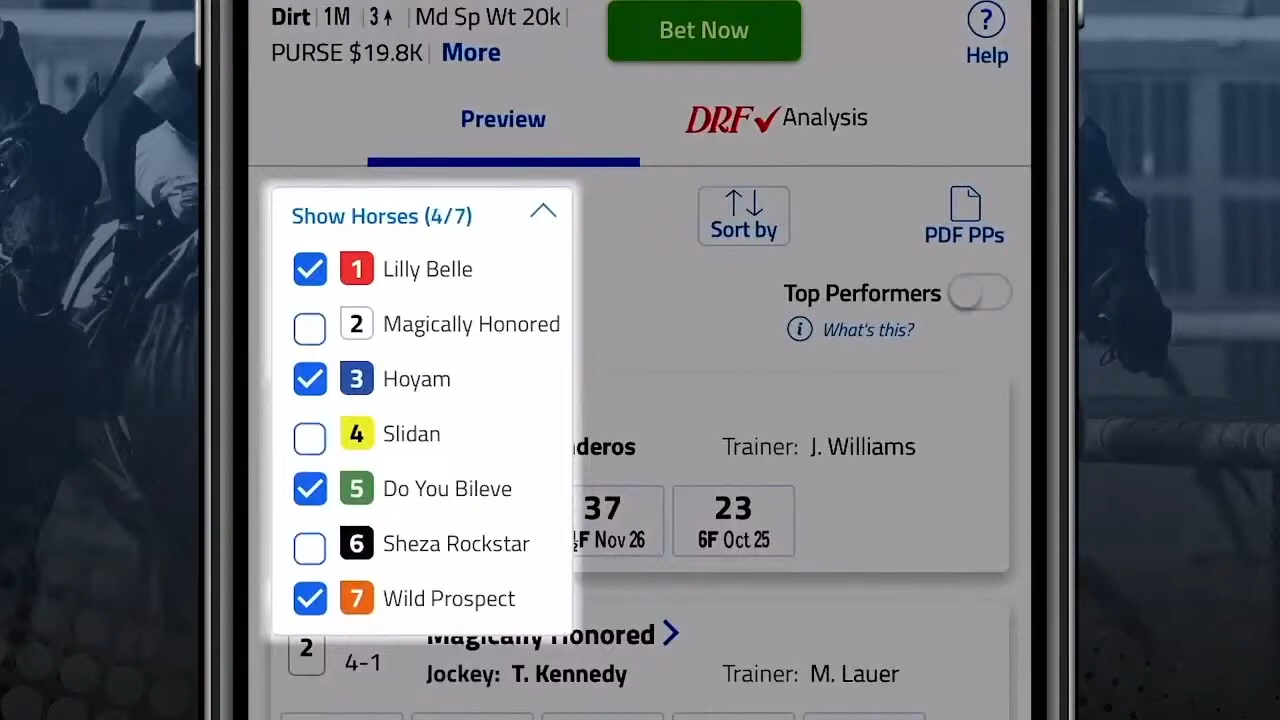 Dirt | 1M | 3 | Md Sp Wt 20k |
PURSE $19.8K | More
Bet Now
?
Help
Preview
DRF Analysis
Show Horses (4/7)
1 Lilly Belle
2 Magically Honored
3 Hoyam
4 Slidan
5 Do You Bileve
6 Sheza Rockstar
7 Wild Prospect
Sort by
PDF PPs
Top Performers
i What's this?
Trainer: J. Williams
37
F Nov 26
23
6F Oct 25
2
4-1
Magically Honored
Jockey: T. Kennedy
Trainer: M. Lauer